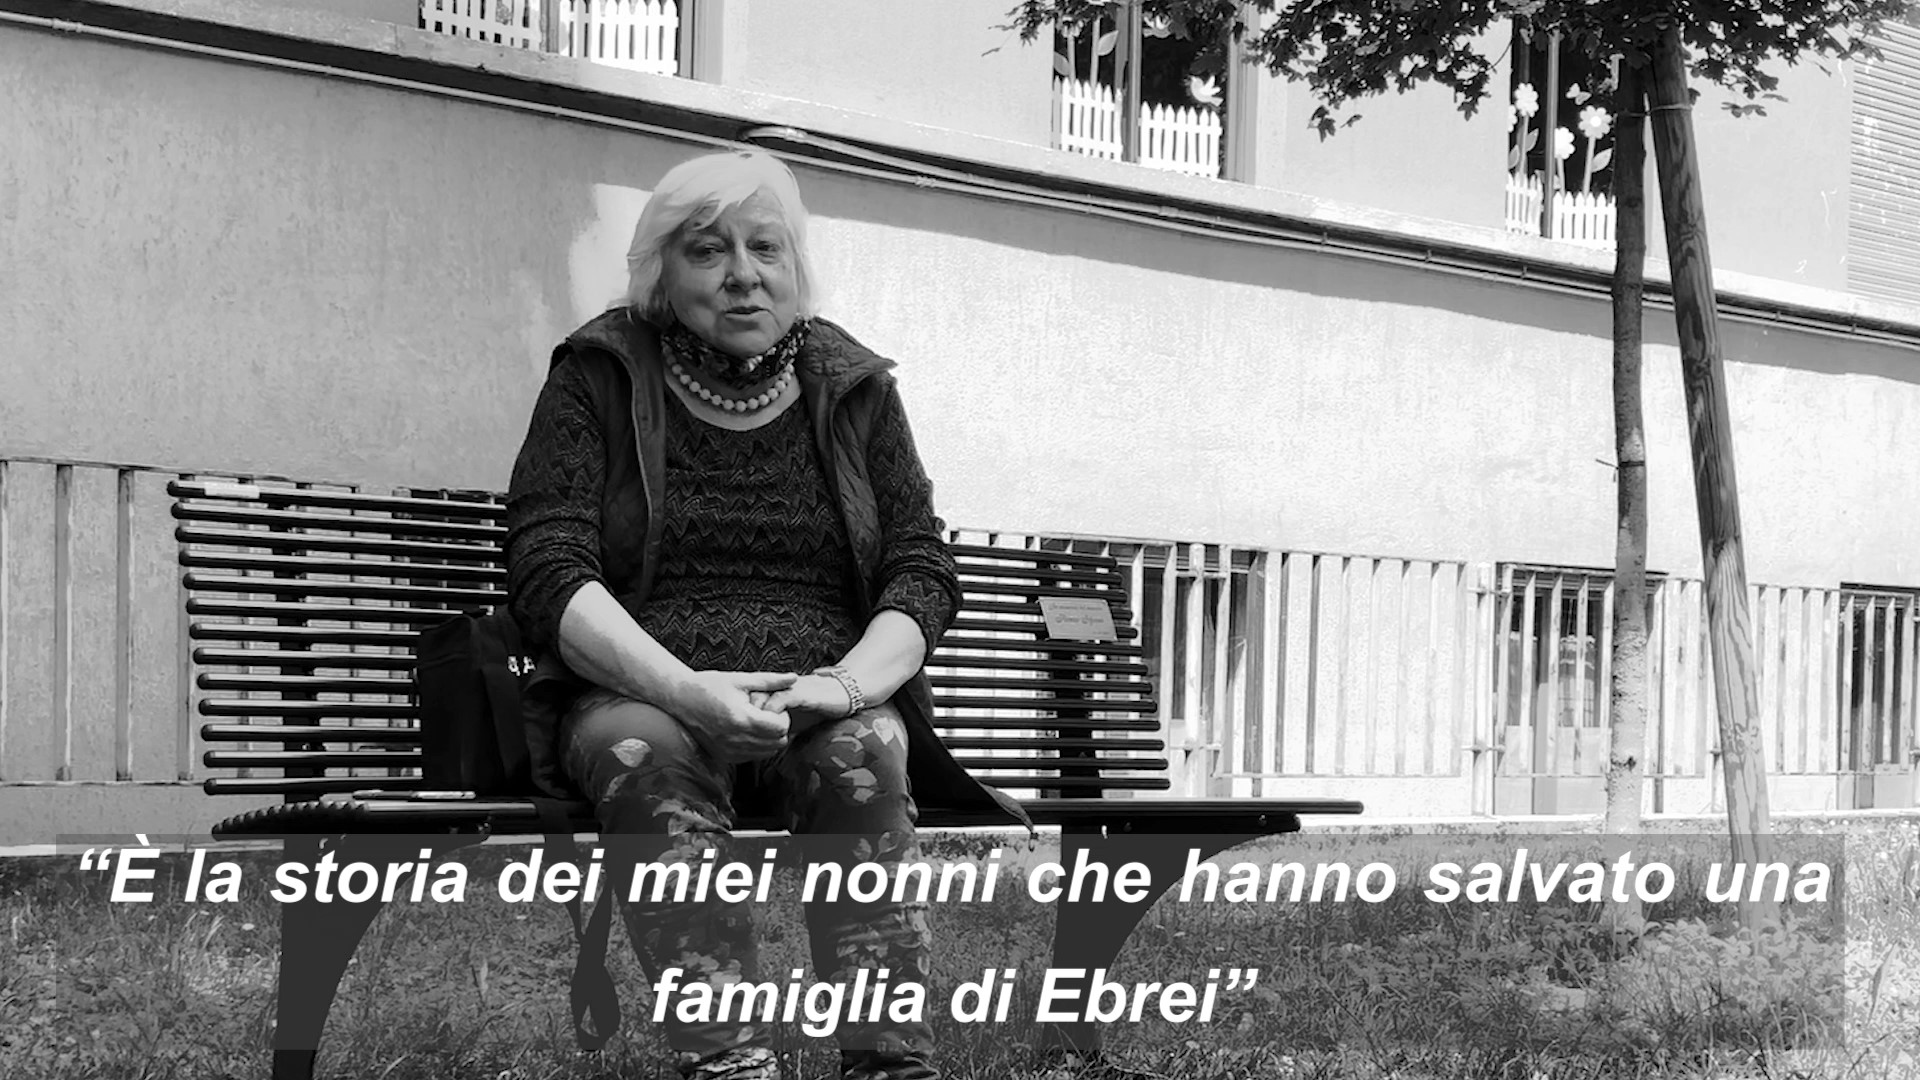 “È la storia dei miei nonni che hanno salvato una
famiglia di Ebrei”